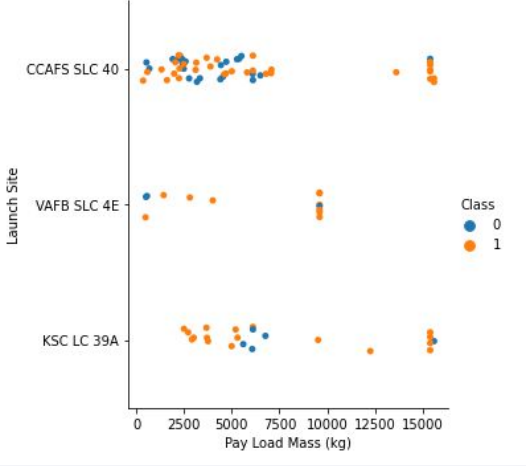 CCAFS SLC 40
VAFB SLC 4E
KSC LC 39A
Launch Site
0 2500 5000 7500 10000 12500 15000
Pay Load Mass (kg)
Class
0
1